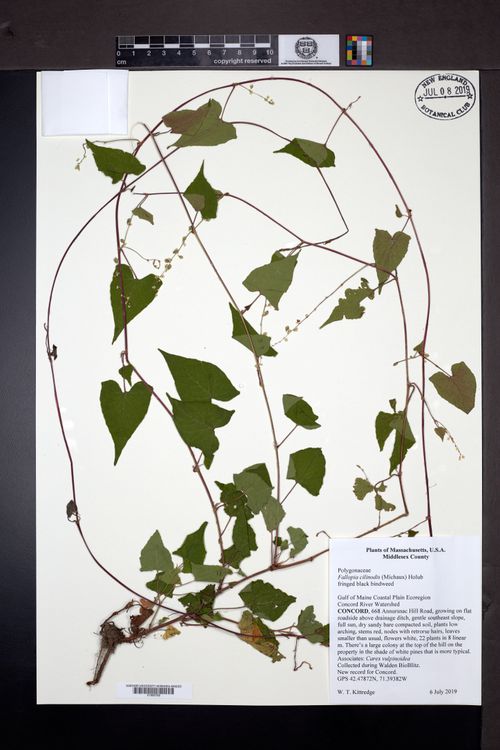 0 1 2 3 4 5 6 7 8 9 10
cm copyright reserved
NEW ENGLAND
JUL 08 2019
BOTANICAL CLUB
Plants of Massachusetts, U.S.A.
Middlesex County
Polygonaceae
Fallopia cilinodis (Michaux) Holub
fringed black bindweed
Gulf of Maine Coastal Plain Ecoregion
Concord River Watershed
CONCORD, 668 Annursnac Hill Road, growing on flat
roadside above drainage ditch, gentle southeast slope,
full sun, dry sandy bare compacted soil, plants low
arching, stems red, nodes with retrorse hairs, leaves
smaller than usual, flowers white, 22 plants in 8 linear
m. There's a large colony at the top of the hill on the
property in the shade of white pines that is more typical.
Associates: Carex vulpinoidea
Collected during Walden BioBlitz.
New record for Concord.
GPS 42.47872N, 71.39382W
W. T. Kittredge 6 July 2019